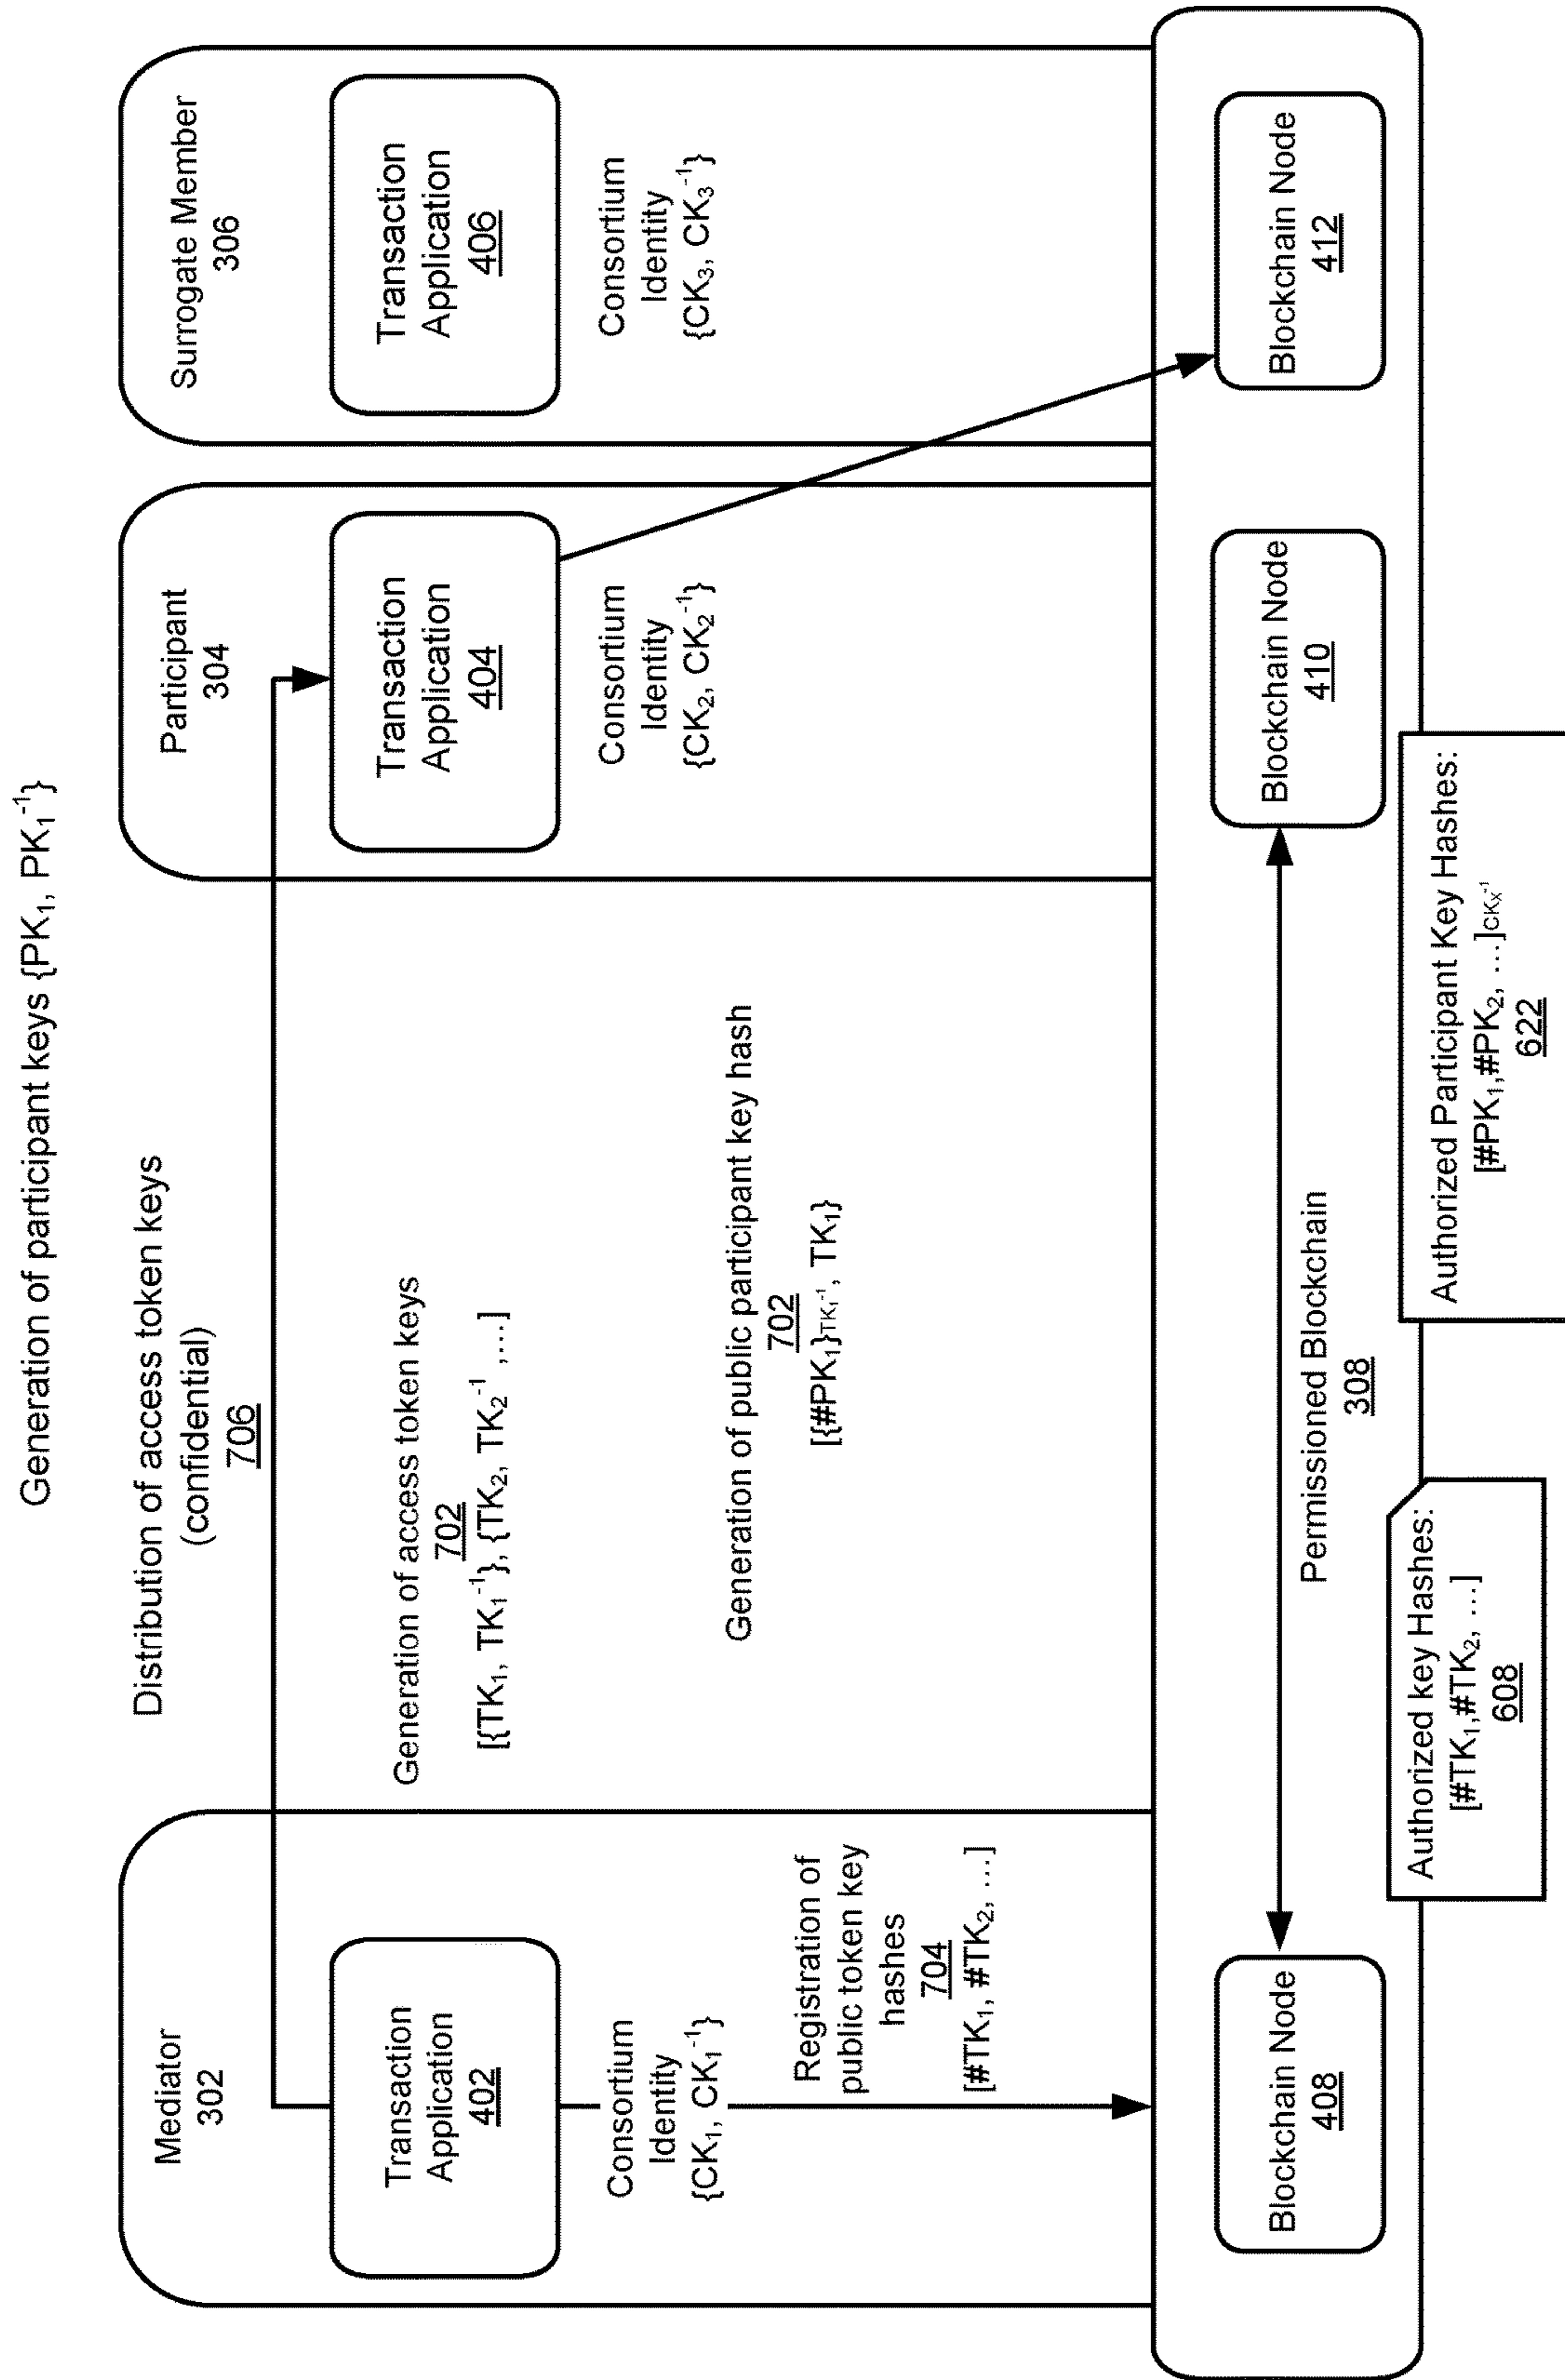 Generation of participant keys {PK₁, PK₁⁻¹}
Distribution of access token keys
(confidential)
706
Mediator
302
Transaction
Application
402
Consortium
Identity
{CK₁, CK₁⁻¹}
Registration of
public token key
hashes
704
[#TK₁, #TK₂, …]
Generation of access token keys
702
[{TK₁, TK₁⁻¹}, {TK₂, TK₂⁻¹ ,…]
Generation of public participant key hash
702
[{#PK₁}TK₁⁻¹, TK₁}
Participant
304
Transaction
Application
404
Consortium
Identity
{CK₂, CK₂⁻¹}
Surrogate Member
306
Transaction
Application
406
Consortium
Identity
{CK₃, CK₃⁻¹}
Blockchain Node
408
Permissioned Blockchain
308
Blockchain Node
410
Blockchain Node
412
Authorized key Hashes:
[#TK₁,#TK₂, …]
608
Authorized Participant Key Hashes:
[#PK₁,#PK₂, …]CKₓ⁻¹
622